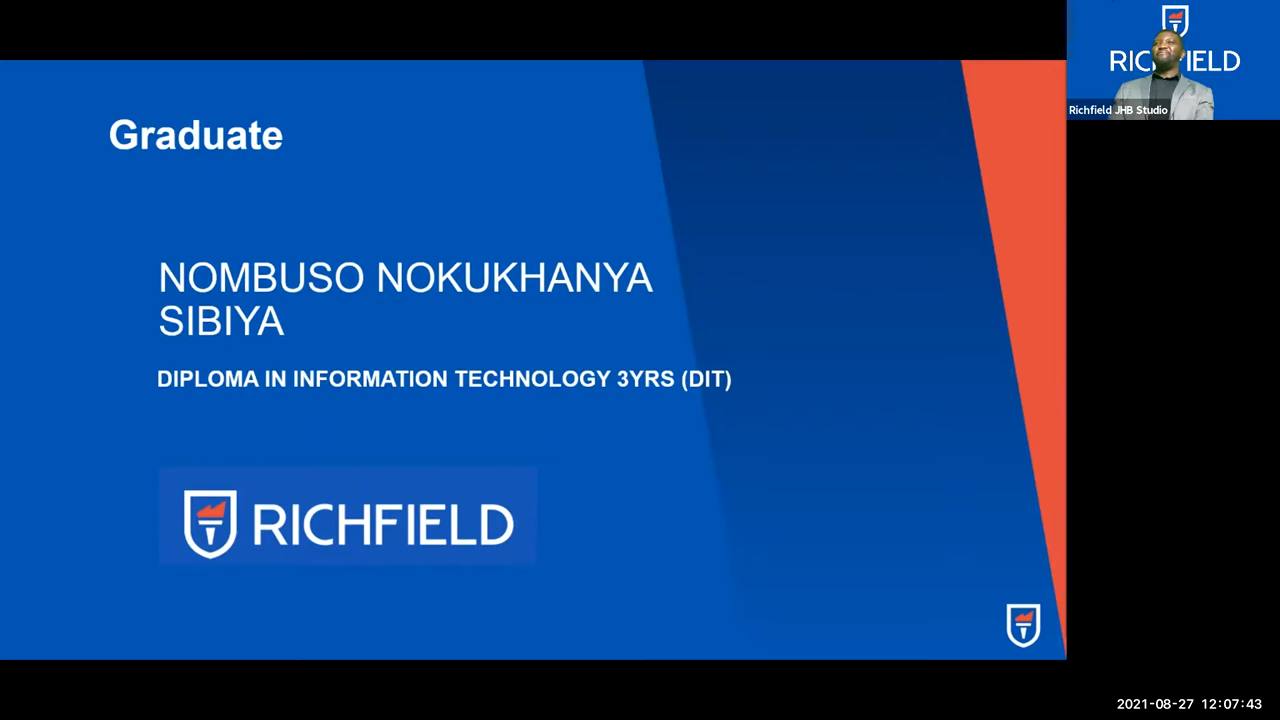 Graduate
NOMBUSO NOKUKHANYA
SIBIYA
DIPLOMA IN INFORMATION TECHNOLOGY 3YRS (DIT)
RICHFIELD
RICHFIELD
Richfield JHB Studio
2021-08-27 12:07:43